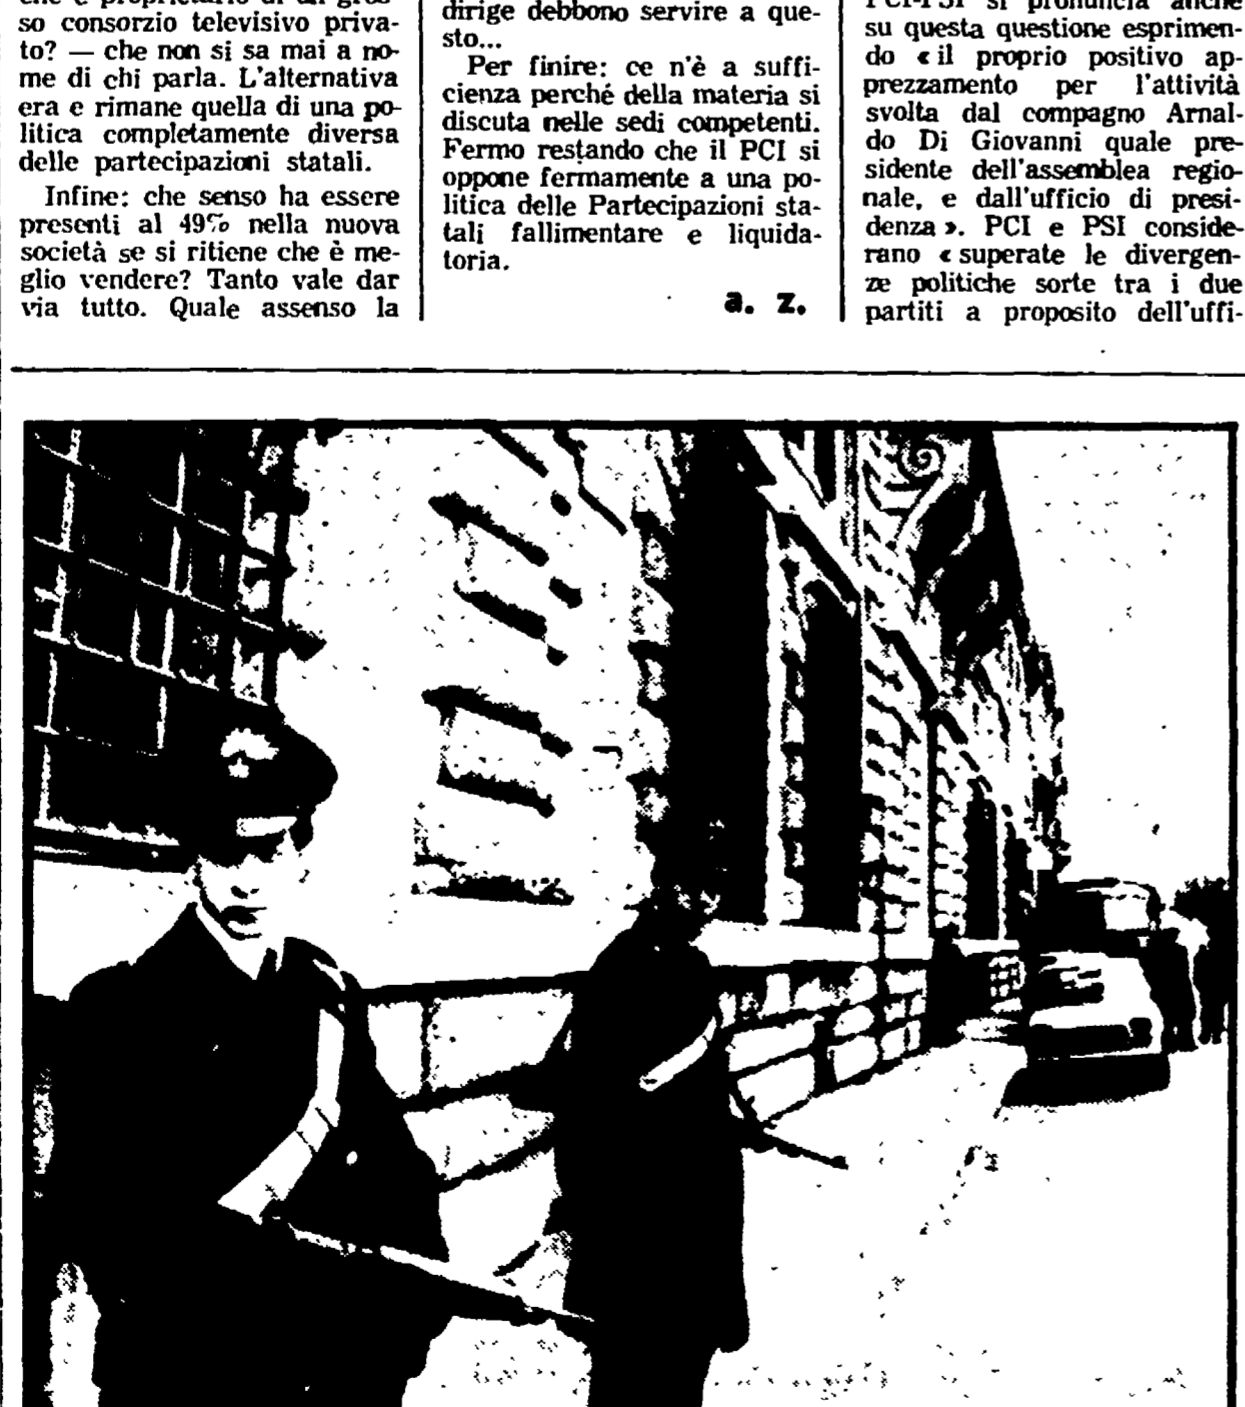 so consorzio televisivo priva-
to? — che non si sa mai a no-
me di chi parla. L'alternativa
era e rimane quella di una po-
litica completamente diversa
delle partecipazioni statali.
Infine: che senso ha essere
presenti al 49% nella nuova
società se si ritiene che è me-
glio vendere? Tanto vale dar
via tutto. Quale assenso la
dirige debbono servire a que-
sto...
Per finire: ce n'è a suffi-
cienza perché della materia si
discuta nelle sedi competenti.
Fermo restando che il PCI si
oppone fermamente a una po-
litica delle Partecipazioni sta-
tali fallimentare e liquida-
toria.
a. z.
PCI-PSI si pronuncia anche
su questa questione esprimen-
do « il proprio positivo ap-
prezzamento per l'attività
svolta dal compagno Arnal-
do Di Giovanni quale pre-
sidente dell'assemblea regio-
nale, e dall'ufficio di presi-
denza ». PCI e PSI conside-
rano « superate le divergen-
ze politiche sorte tra i due
partiti a proposito dell'uffi-